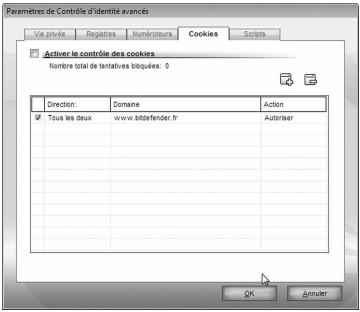 Paramètres de Contrôle d'identité avancés
Vie privée Registres Numéroteurs Cookies Scripts
Activer le contrôle des cookies
Nombre total de tentatives bloquées: 0
Direction: Domaine Action
Tous les deux www.bitdefender.fr Autoriser
OK Annuler